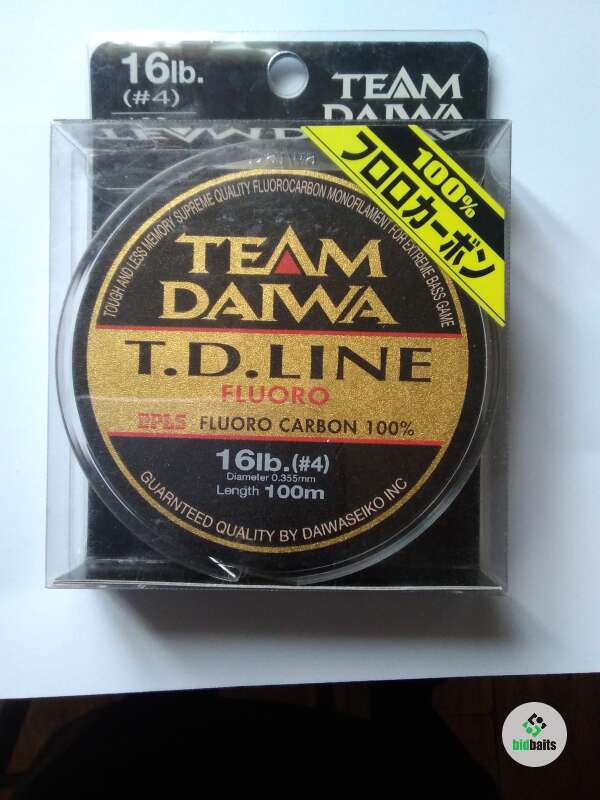 16lb.
(#4)
TEAM
DAIWA
100%
フロロカーボン
TOUGH AND LESS MEMORY SUPREME QUALITY FLUOROCARBON MONOFILAMENT FOR EXTREME BASS GAME
TEAM
DAIWA
T.D.LINE
FLUORO
DPLS FLUORO CARBON 100%
16lb.(#4)
Diameter 0.355mm
Length 100m
GUARNTEED QUALITY BY DAIWASEIKO INC
bidbaits